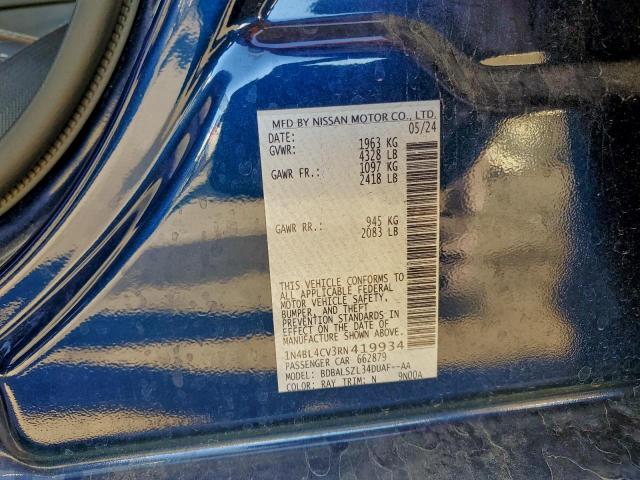 MFD BY NISSAN MOTOR CO., LTD.
DATE: 05/24
GVWR: 1963 KG
4328 LB
GAWR FR.: 1097 KG
2418 LB
GAWR RR.: 945 KG
2083 LB
THIS VEHICLE CONFORMS TO
ALL APPLICABLE FEDERAL
MOTOR VEHICLE SAFETY,
BUMPER, AND THEFT
PREVENTION STANDARDS IN
EFFECT ON THE DATE OF
MANUFACTURE SHOWN ABOVE.
1N4BL4CV3RN419934
PASSENGER CAR 662879
MODEL: BDBALSZL34DUAF--AA
COLOR: RAY TRIM: N 9N00A